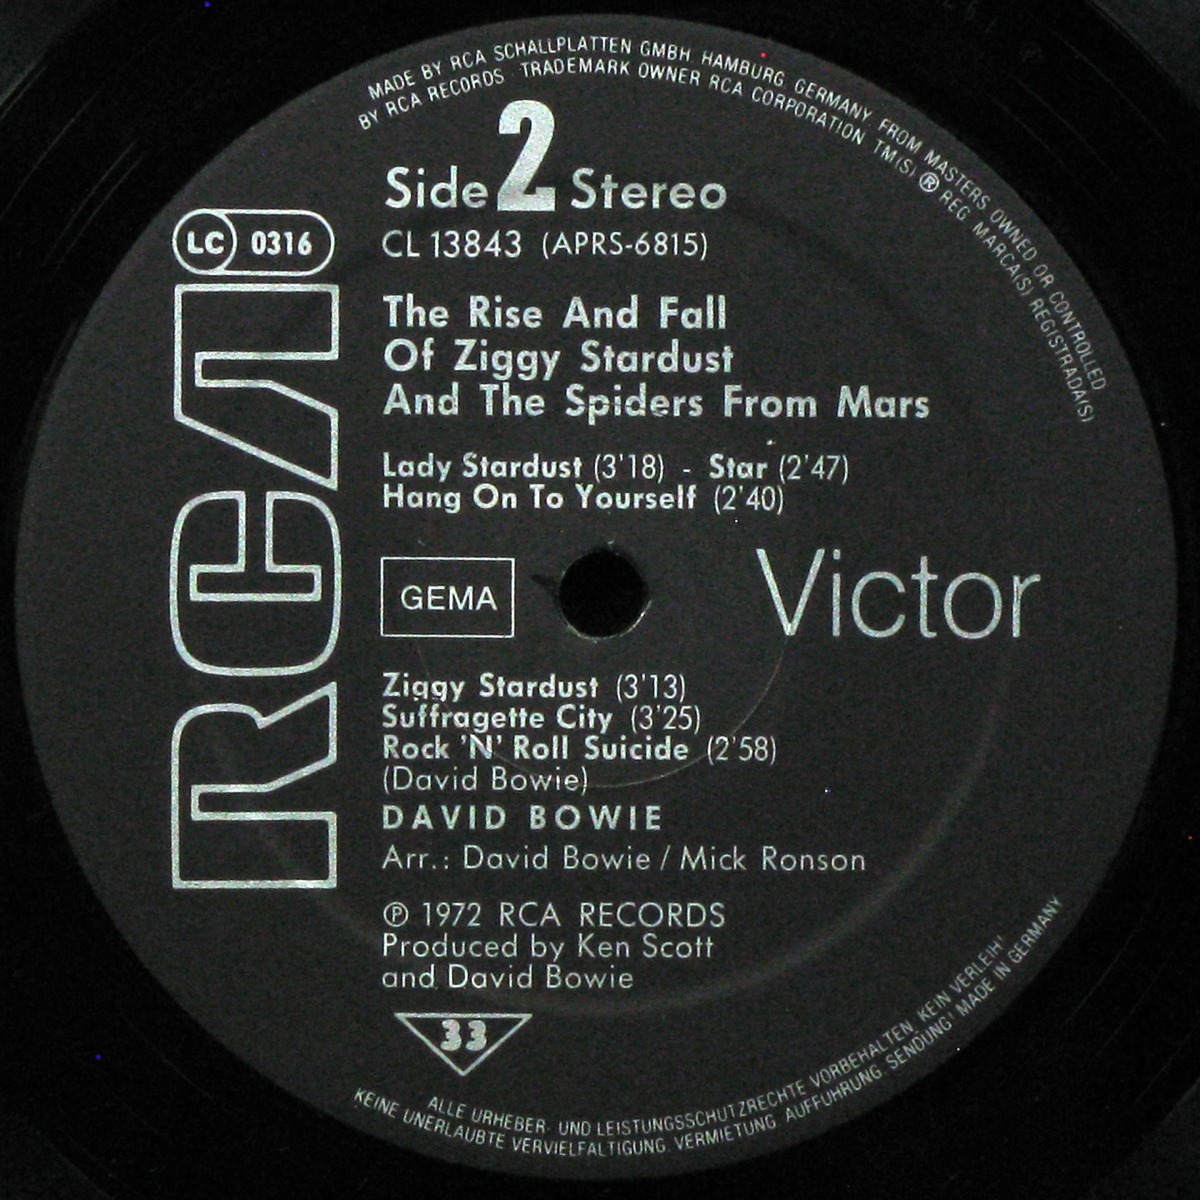 MADE BY RCA SCHALLPLATTEN GMBH HAMBURG, GERMANY FROM MASTERS OWNED OR CONTROLLED
BY RCA RECORDS TRADEMARK OWNER RCA CORPORATION TM(S) ® REG MARCA(S) REGISTRADA(S)
Side 2 Stereo
LC 0316
CL 13843 (APRS-6815)
RCA
The Rise And Fall
Of Ziggy Stardust
And The Spiders From Mars
Lady Stardust (3'18) - Star (2'47)
Hang On To Yourself (2'40)
GEMA
Victor
Ziggy Stardust (3'13)
Suffragette City (3'25)
Rock 'N' Roll Suicide (2'58)
(David Bowie)
DAVID BOWIE
Arr.: David Bowie / Mick Ronson
℗ 1972 RCA RECORDS
Produced by Ken Scott
and David Bowie
33
ALLE URHEBER- UND LEISTUNGSSCHUTZRECHTE VORBEHALTEN. KEIN VERLEIH!
KEINE UNERLAUBTE VERVIELFÄLTIGUNG. VERMIETUNG. AUFFÜHRUNG. SENDUNG! MADE IN GERMANY